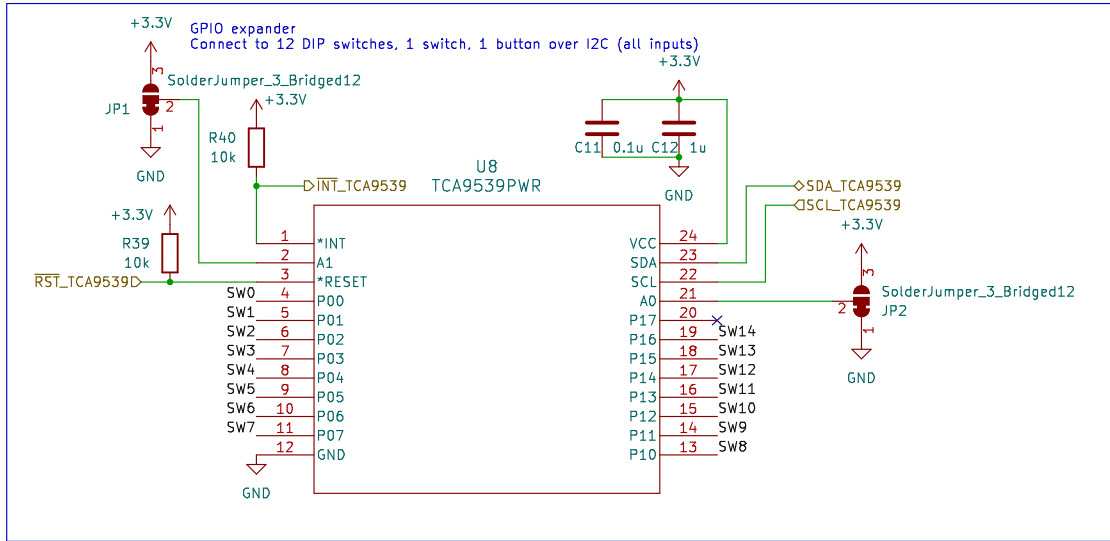 +3.3V
GPIO expander
Connect to 12 DIP switches, 1 switch, 1 button over I2C (all inputs)
3
SolderJumper_3_Bridged12
JP1
2
1
GND
+3.3V
R40
10k
INT_TCA9539
+3.3V
C11
0.1u
C12
1u
GND
U8
TCA9539PWR
+3.3V
R39
10k
RST_TCA9539
SDA_TCA9539
SCL_TCA9539
+3.3V
3
SolderJumper_3_Bridged12
2
JP2
1
GND
1 *INT
2 A1
3 *RESET
SW0 4 P00
SW1 5 P01
SW2 6 P02
SW3 7 P03
SW4 8 P04
SW5 9 P05
SW6 10 P06
SW7 11 P07
12 GND
GND
VCC 24
SDA 23
SCL 22
A0 21
P17 20
P16 19 SW14
P15 18 SW13
P14 17 SW12
P13 16 SW11
P12 15 SW10
P11 14 SW9
P10 13 SW8